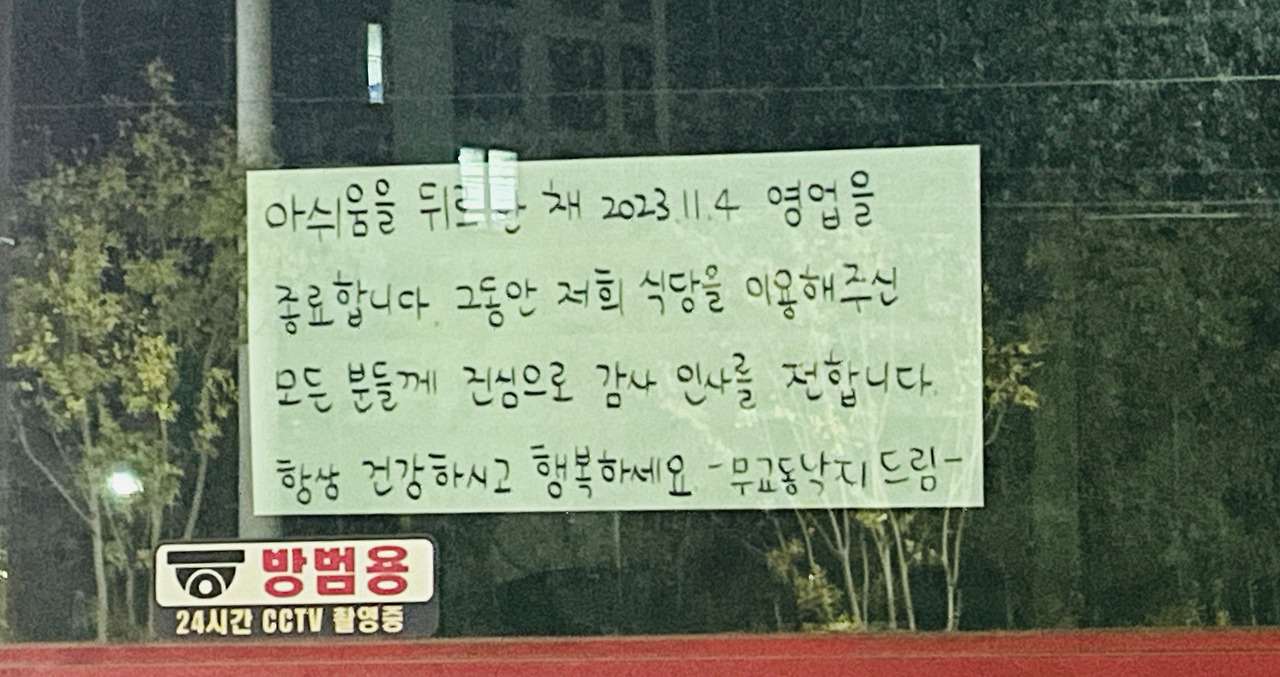 아쉬움을 뒤로한 채 2023.11.4 영업을
종료합니다. 그동안 저희 식당을 이용해주신
모든 분들께 진심으로 감사 인사를 전합니다.
항상 건강하시고 행복하세요 -무교동낙지 드림-
방범용
24시간 CCTV 촬영중